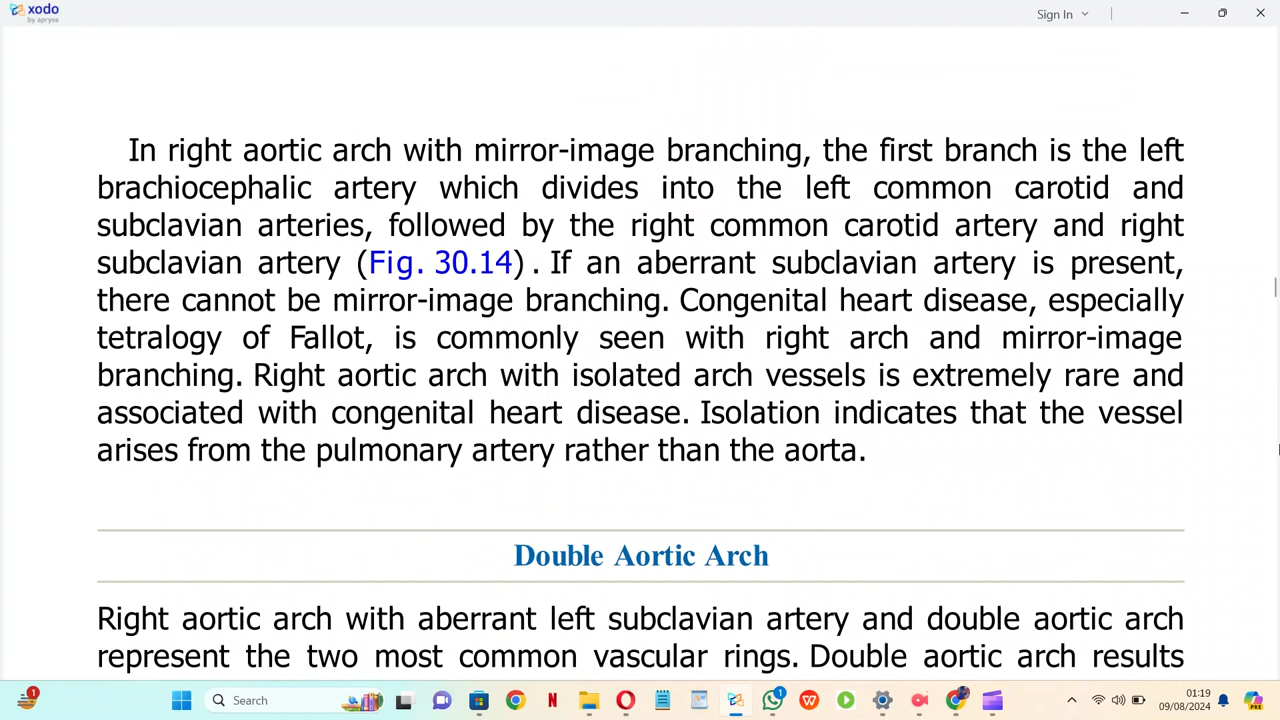 xodo
by apryse
Sign In
In right aortic arch with mirror-image branching, the first branch is the left
brachiocephalic artery which divides into the left common carotid and
subclavian arteries, followed by the right common carotid artery and right
subclavian artery (Fig. 30.14). If an aberrant subclavian artery is present,
there cannot be mirror-image branching. Congenital heart disease, especially
tetralogy of Fallot, is commonly seen with right arch and mirror-image
branching. Right aortic arch with isolated arch vessels is extremely rare and
associated with congenital heart disease. Isolation indicates that the vessel
arises from the pulmonary artery rather than the aorta.
Double Aortic Arch
Right aortic arch with aberrant left subclavian artery and double aortic arch
represent the two most common vascular rings. Double aortic arch results
1
Search
1
01:19
09/08/2024
PRE